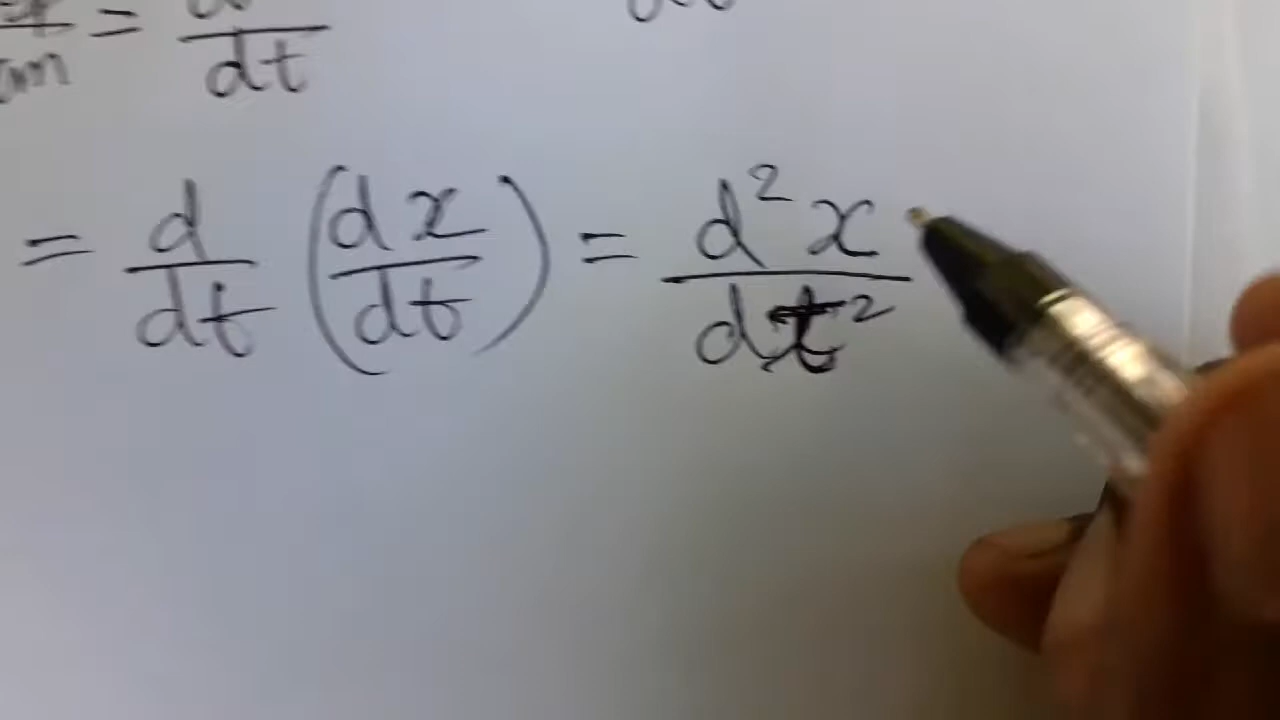 = d/dt
= d/dt (dx/dt) = d²x/dt²